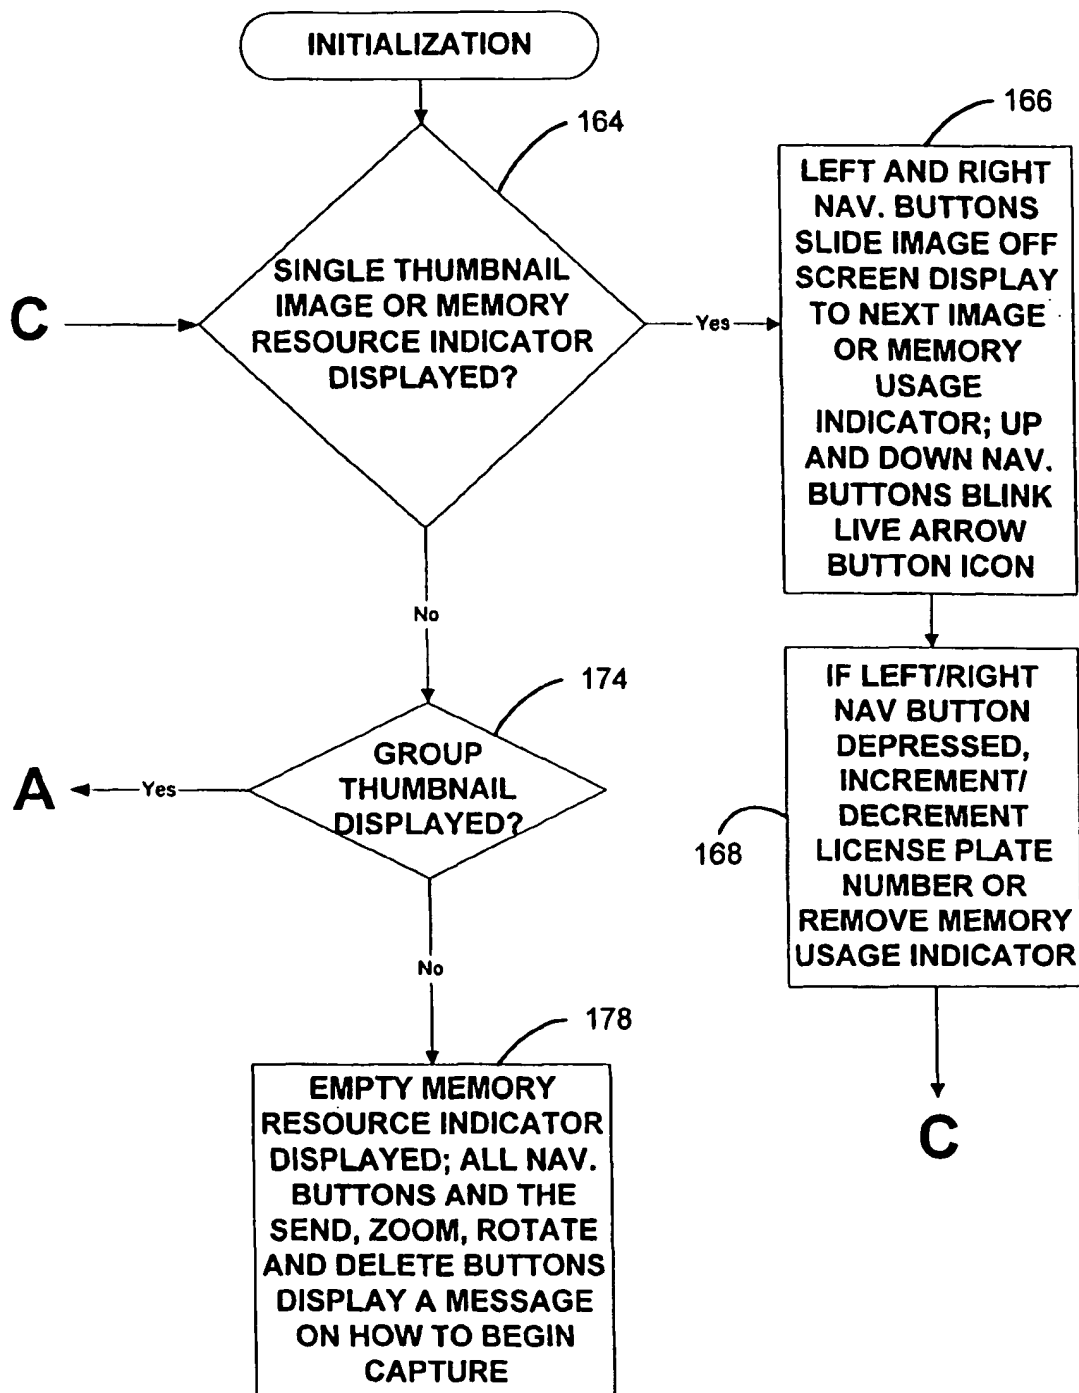 INITIALIZATION
164
SINGLE THUMBNAIL
IMAGE OR MEMORY
RESOURCE INDICATOR
DISPLAYED?
C
Yes
166
LEFT AND RIGHT
NAV. BUTTONS
SLIDE IMAGE OFF
SCREEN DISPLAY
TO NEXT IMAGE
OR MEMORY
USAGE
INDICATOR; UP
AND DOWN NAV.
BUTTONS BLINK
LIVE ARROW
BUTTON ICON
No
174
GROUP
THUMBNAIL
DISPLAYED?
Yes
A
168
IF LEFT/RIGHT
NAV BUTTON
DEPRESSED,
INCREMENT/
DECREMENT
LICENSE PLATE
NUMBER OR
REMOVE MEMORY
USAGE INDICATOR
C
No
178
EMPTY MEMORY
RESOURCE INDICATOR
DISPLAYED; ALL NAV.
BUTTONS AND THE
SEND, ZOOM, ROTATE
AND DELETE BUTTONS
DISPLAY A MESSAGE
ON HOW TO BEGIN
CAPTURE